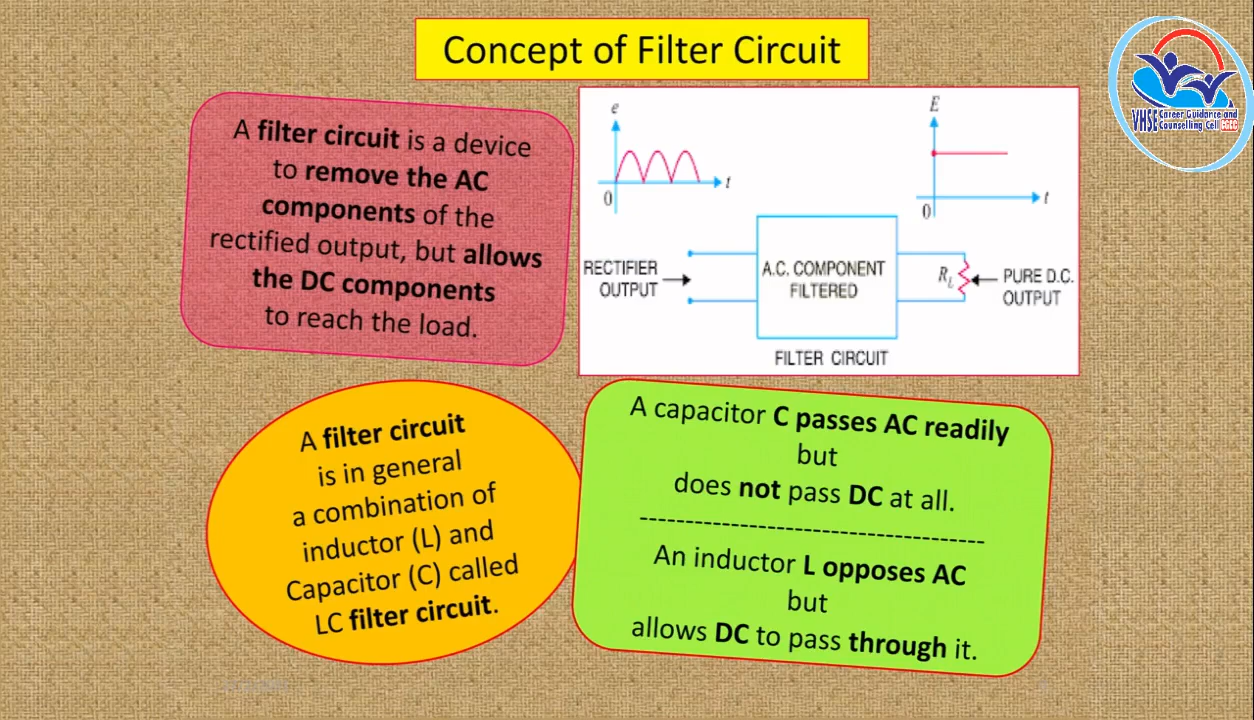 Concept of Filter Circuit
VHSE Career Guidance and
Counselling Cell CGCC
A filter circuit is a device
to remove the AC
components of the
rectified output, but allows
the DC components
to reach the load.
e
0
t
E
0
t
RECTIFIER
OUTPUT
A.C. COMPONENT
FILTERED
R_L
PURE D.C.
OUTPUT
FILTER CIRCUIT
A filter circuit
is in general
a combination of
inductor (L) and
Capacitor (C) called
LC filter circuit.
A capacitor C passes AC readily
but
does not pass DC at all.
------------------------------------
An inductor L opposes AC
but
allows DC to pass through it.